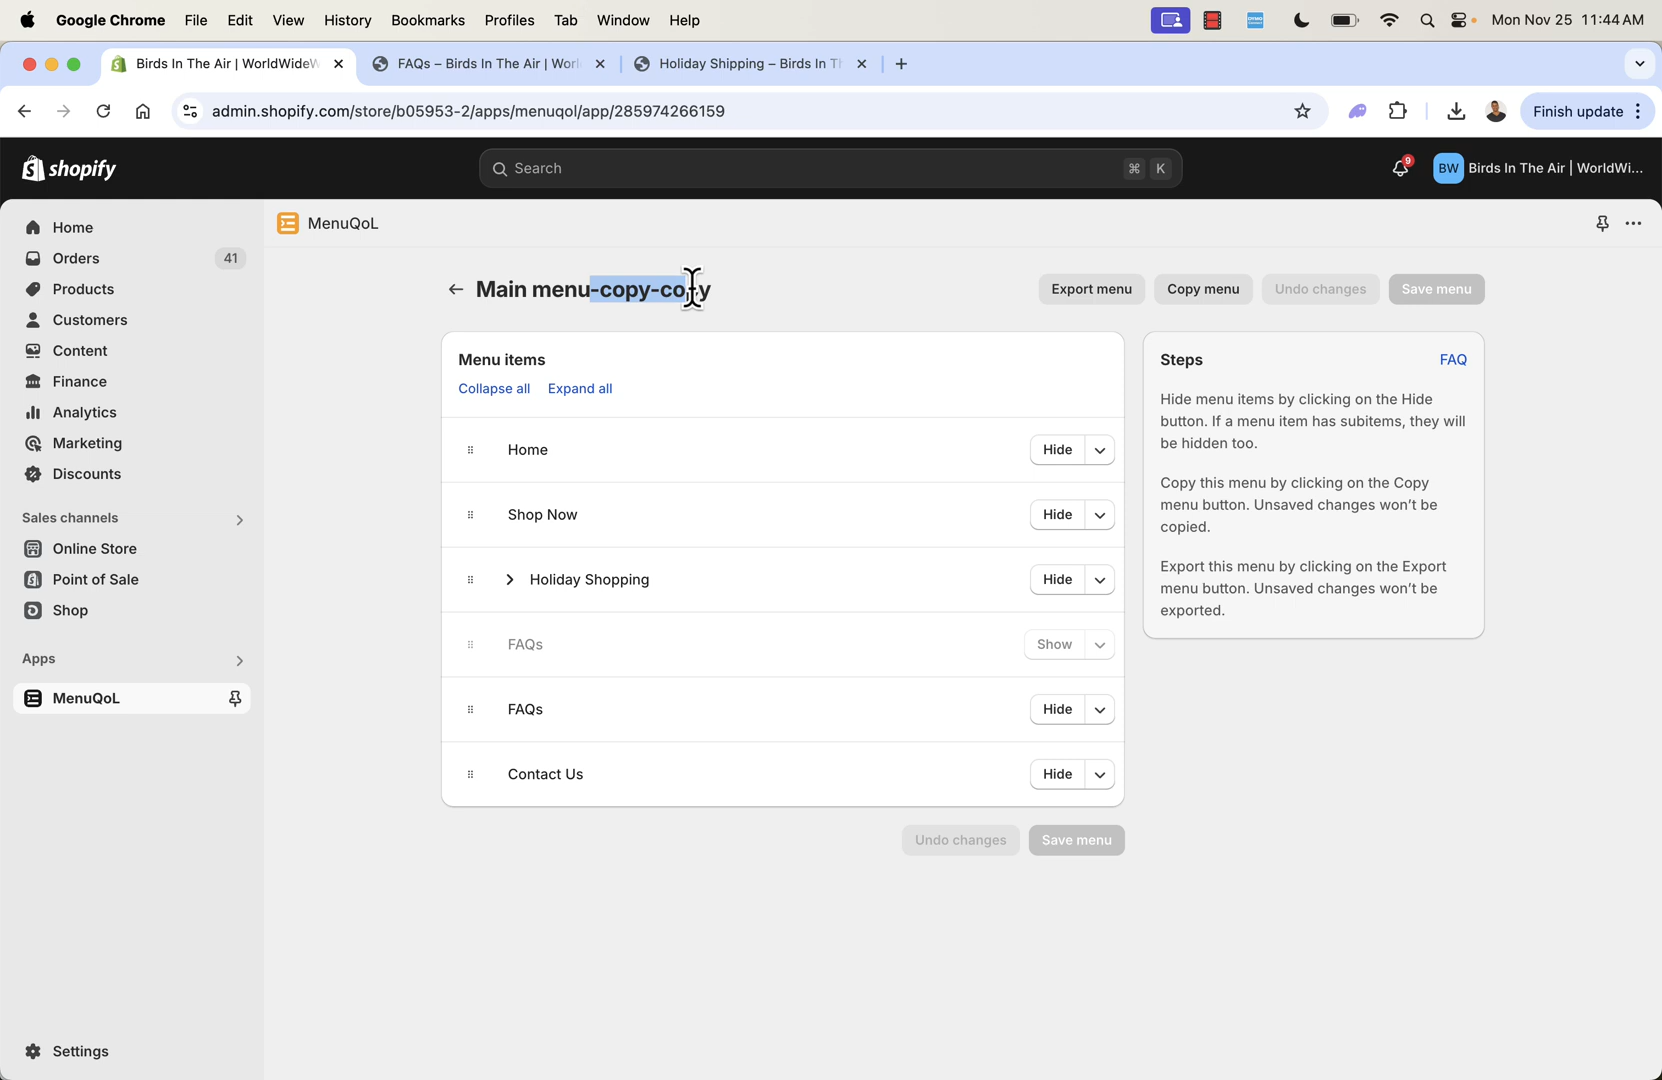 Google Chrome File Edit View History Bookmarks Profiles Tab Window Help
DYMO
Mon Nov 25 11:44 AM
Birds In The Air | WorldWideW
FAQs – Birds In The Air | Worl
Holiday Shipping – Birds In Th
admin.shopify.com/store/b05953-2/apps/menuqol/app/285974266159
Finish update
shopify
Search
⌘ K
9
BW Birds In The Air | WorldWi...
Home
Orders 41
Products
Customers
Content
Finance
Analytics
Marketing
Discounts
Sales channels
Online Store
Point of Sale
Shop
Apps
MenuQoL
Settings
MenuQoL
Main menu-copy-copy
Export menu Copy menu Undo changes Save menu
Menu items
Collapse all Expand all
Home Hide
Shop Now Hide
Holiday Shopping Hide
FAQs Show
FAQs Hide
Contact Us Hide
Undo changes Save menu
Steps FAQ
Hide menu items by clicking on the Hide
button. If a menu item has subitems, they will
be hidden too.
Copy this menu by clicking on the Copy
menu button. Unsaved changes won't be
copied.
Export this menu by clicking on the Export
menu button. Unsaved changes won't be
exported.